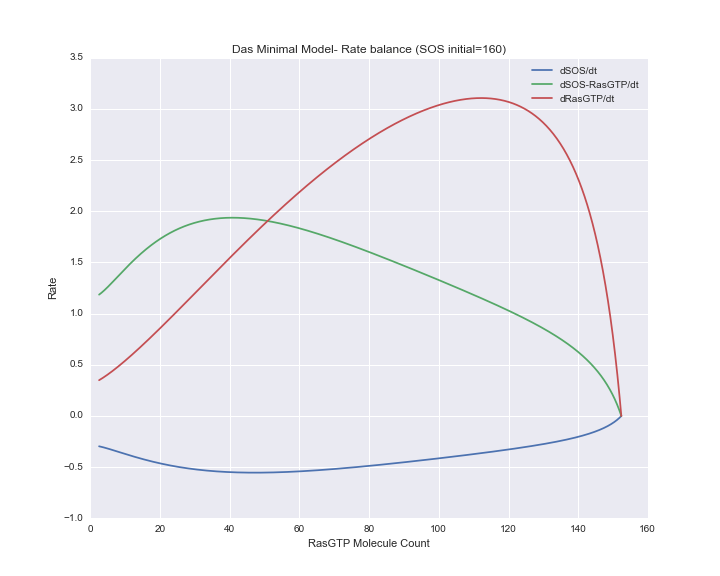 Das Minimal Model- Rate balance (SOS initial=160)
3.5
3.0
2.5
2.0
1.5
1.0
0.5
0.0
−0.5
−1.0
Rate
dSOS/dt
dSOS-RasGTP/dt
dRasGTP/dt
0 20 40 60 80 100 120 140 160
RasGTP Molecule Count